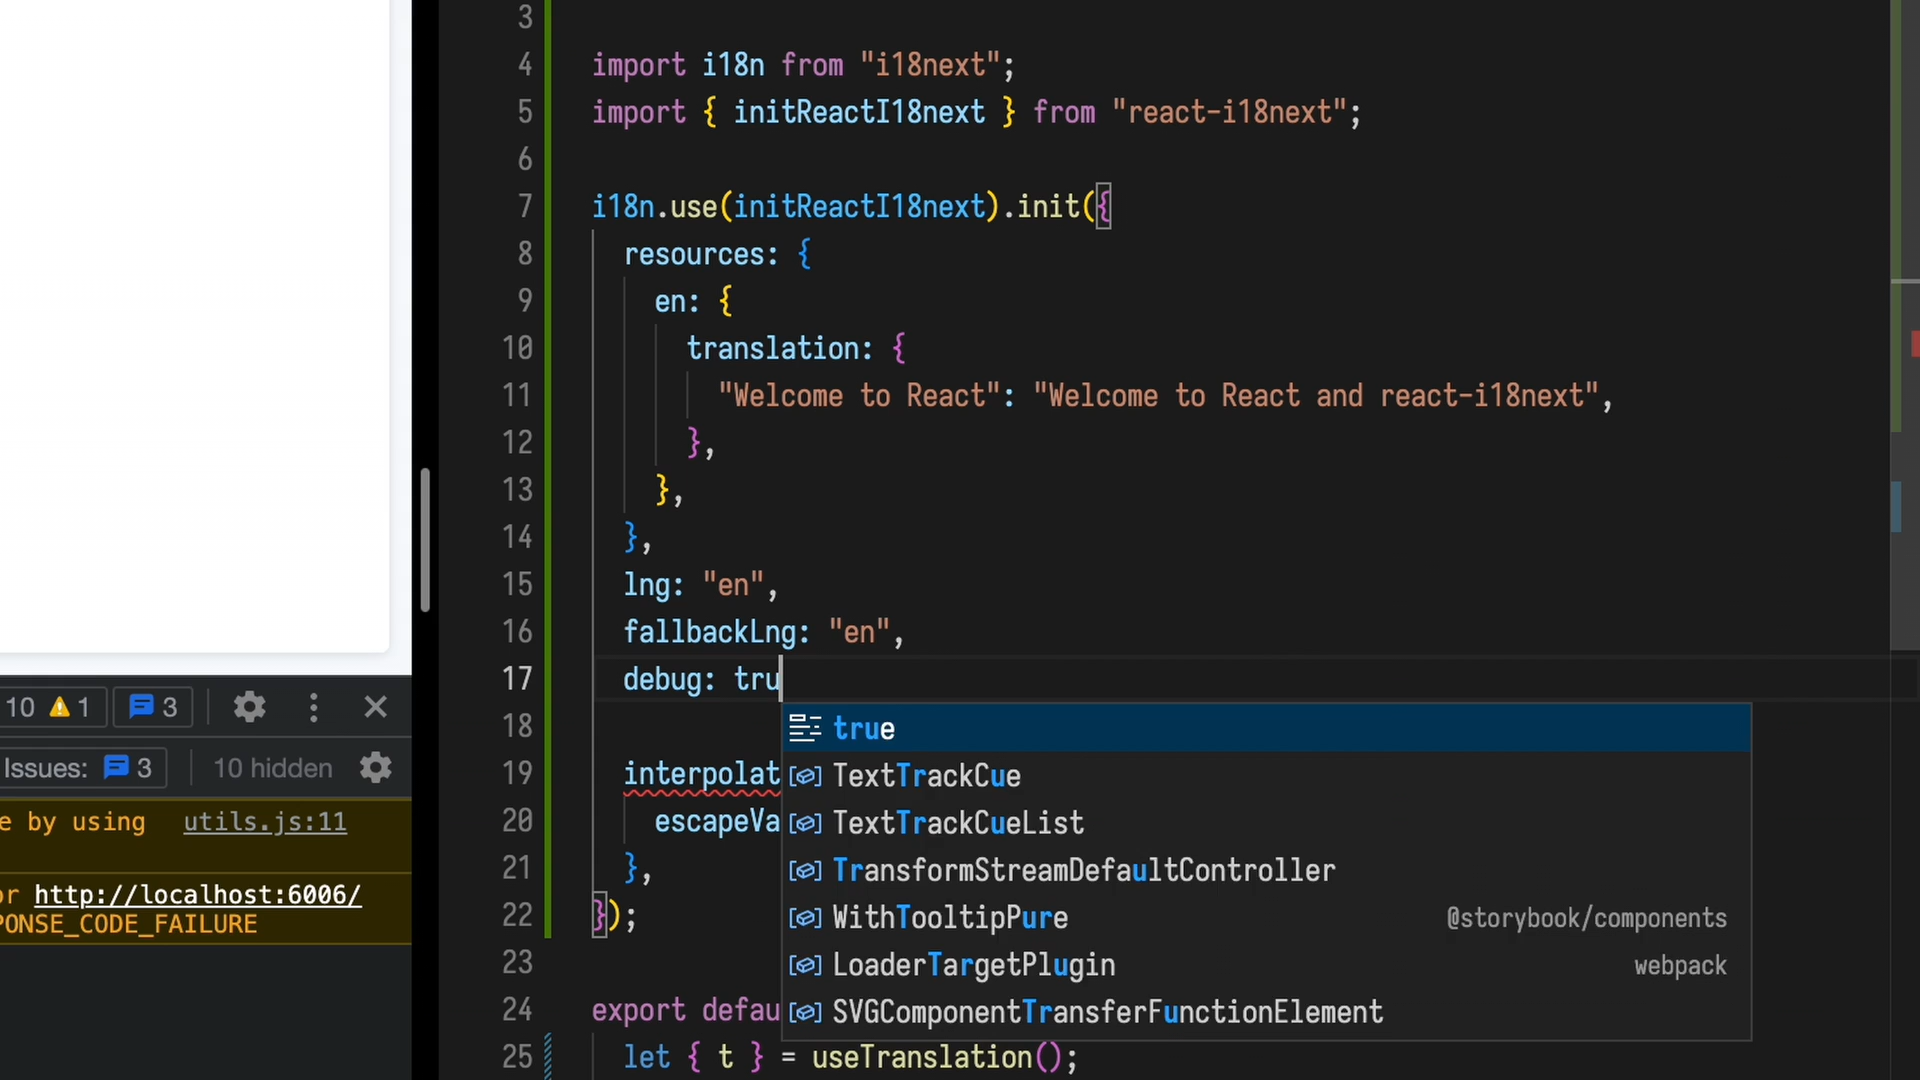 3
4 import i18n from "i18next";
5 import { initReactI18next } from "react-i18next";
6
7 i18n.use(initReactI18next).init({
8 resources: {
9 en: {
10 translation: {
11 "Welcome to React": "Welcome to React and react-i18next",
12 },
13 },
14 },
15 lng: "en",
16 fallbackLng: "en",
17 debug: tru
18
19 interpolat
20 escapeVa
21 },
22 });
23
24 export defau
25 let { t } = useTranslation();
true
TextTrackCue
TextTrackCueList
TransformStreamDefaultController
WithTooltipPure @storybook/components
LoaderTargetPlugin webpack
SVGComponentTransferFunctionElement
10 1 3
Issues: 3 10 hidden
e by using utils.js:11
or http://localhost:6006/
PONSE_CODE_FAILURE